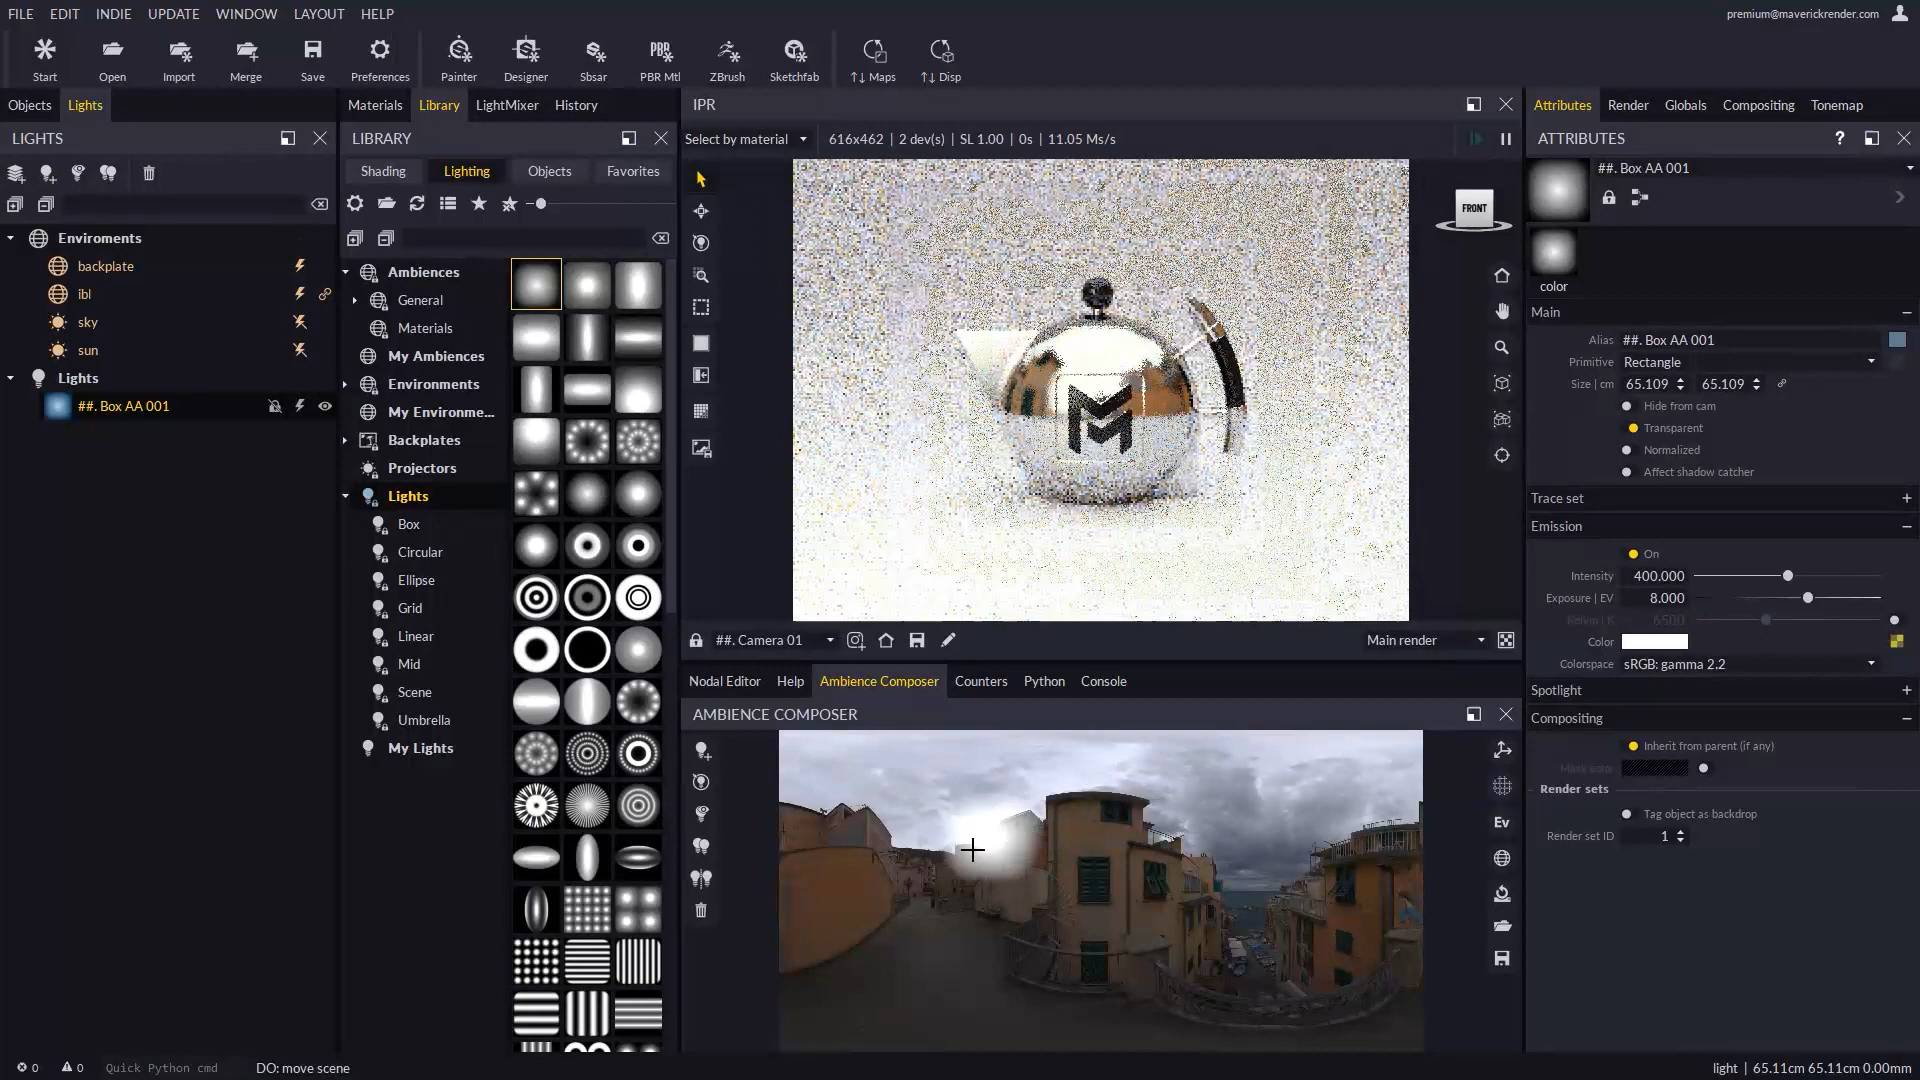 FILE EDIT INDIE UPDATE WINDOW LAYOUT HELP
premium@maverickrender.com
Start Open Import Merge Save Preferences Painter Designer Sbsar PBR Mtl ZBrush Sketchfab ↑↓ Maps ↑↓ Disp
PBR
Objects Lights
LIGHTS
Enviroments
backplate
ibl
sky
sun
Lights
##. Box AA 001
Materials Library LightMixer History
LIBRARY
Shading Lighting Objects Favorites
Ambiences
General
Materials
My Ambiences
Environments
My Environme...
Backplates
Projectors
Lights
Box
Circular
Ellipse
Grid
Linear
Mid
Scene
Umbrella
My Lights
IPR
Select by material 616x462 | 2 dev(s) | SL 1.00 | 0s | 11.05 Ms/s
FRONT
M
##. Camera 01 Main render
Nodal Editor Help Ambience Composer Counters Python Console
AMBIENCE COMPOSER
Ev
Attributes Render Globals Compositing Tonemap
ATTRIBUTES ?
##. Box AA 001
color
Main
Alias ##. Box AA 001
Primitive Rectangle
Size | cm 65.109 65.109
Hide from cam
Transparent
Normalized
Affect shadow catcher
Trace set
Emission
On
Intensity 400.000
Exposure | EV 8.000
Kelvin | K 6500
Color
Colorspace sRGB: gamma 2.2
Spotlight
Compositing
Inherit from parent (if any)
Mask color
Render sets
Tag object as backdrop
Render set ID 1
0 0 Quick Python cmd DO: move scene
light | 65.11cm 65.11cm 0.00mm